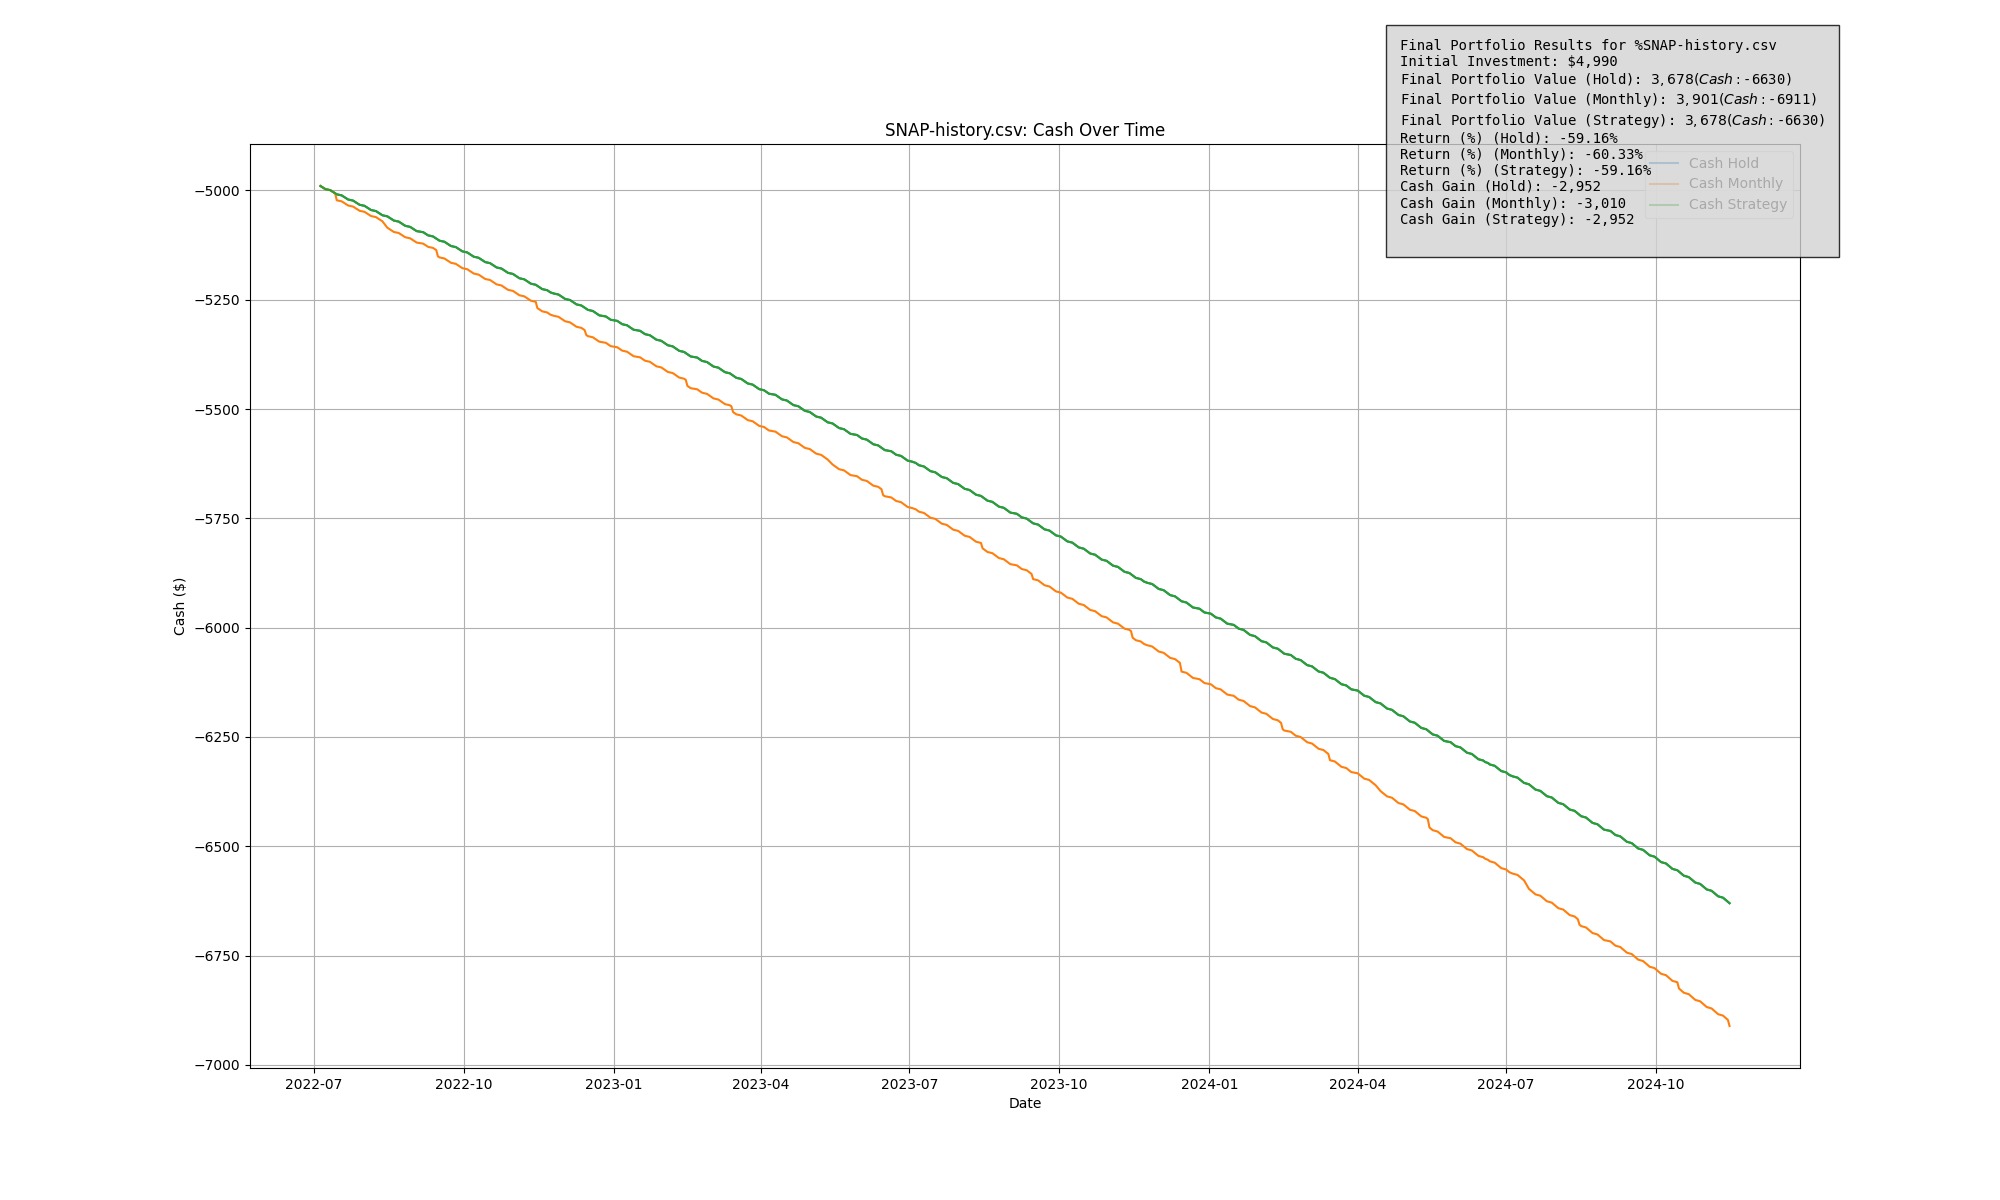 Final Portfolio Results for %SNAP-history.csv
Initial Investment: $4,990
Final Portfolio Value (Hold): 3,678(Cash:-6630)
Final Portfolio Value (Monthly): 3,901(Cash:-6911)
Final Portfolio Value (Strategy): 3,678(Cash:-6630)
Return (%) (Hold): -59.16%
Return (%) (Monthly): -60.33%
Return (%) (Strategy): -59.16%
Cash Gain (Hold): -2,952
Cash Gain (Monthly): -3,010
Cash Gain (Strategy): -2,952
SNAP-history.csv: Cash Over Time
Cash Hold
Cash Monthly
Cash Strategy
Cash ($)
−5000
−5250
−5500
−5750
−6000
−6250
−6500
−6750
−7000
2022-07
2022-10
2023-01
2023-04
2023-07
2023-10
2024-01
2024-04
2024-07
2024-10
Date